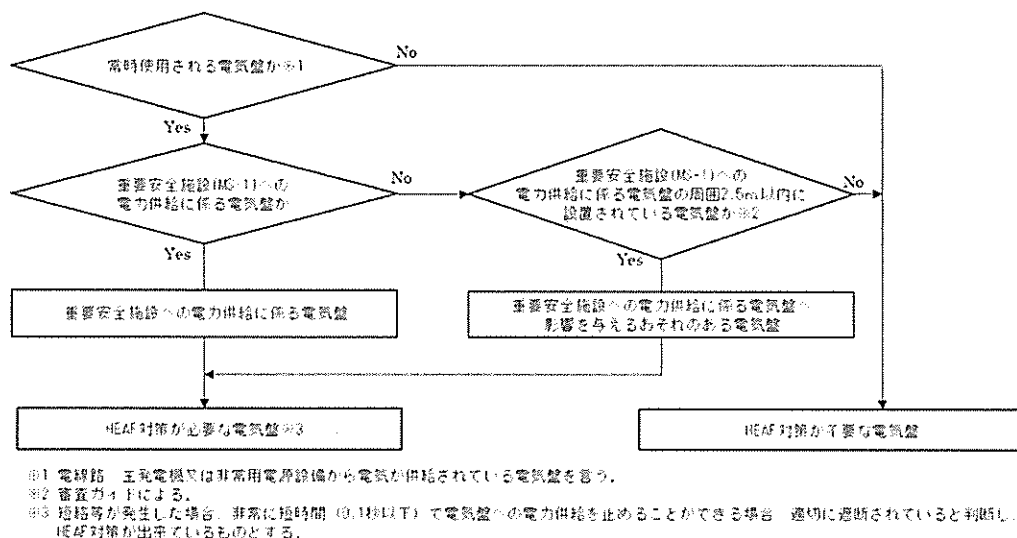 常時使用される電気盤か※1
No
Yes
重要安全施設(MS-1)への
電力供給に係る電気盤か
No
重要安全施設(MS-1)への
電力供給に係る電気盤の周囲2.5m以内に
設置されている電気盤か※2
No
Yes
Yes
重要安全施設への電力供給に係る電気盤
重要安全施設への電力供給に係る電気盤へ
影響を与えるおそれのある電気盤
HEAF対策が必要な電気盤※3
HEAF対策が不要な電気盤
※1 電線路 主発電機又は非常用電源設備から電気が供給されている電気盤を言う。
※2 審査ガイドによる。
※3 短絡等が発生した場合、非常に短時間（0.1秒以下）で電気盤への電力供給を止めることができる場合 適切に遮断されていると判断し、
HEAF対策が出来ているものとする。